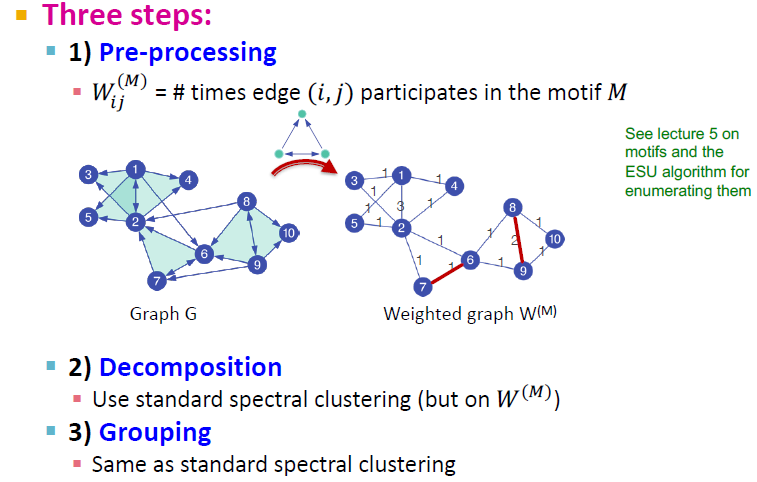 Three steps:
1) Pre-processing
W_ij^(M) = # times edge (i, j) participates in the motif M
See lecture 5 on
motifs and the
ESU algorithm for
enumerating them
3 1 4 5 2 8 10 6 9 7
3 1 1 1 4 1 3 1 1 5 1 2 8 1 1 1 2 10 1 6 1 9 1 1 7
Graph G
Weighted graph W(M)
2) Decomposition
Use standard spectral clustering (but on W^(M))
3) Grouping
Same as standard spectral clustering